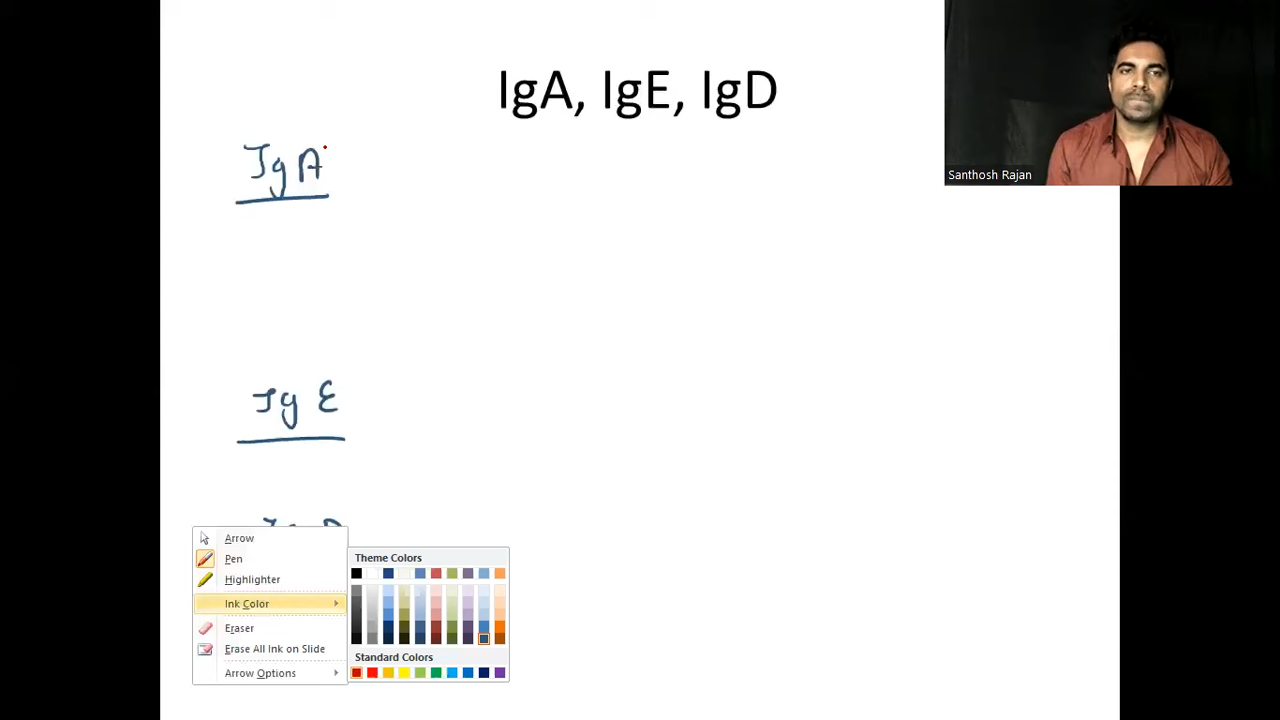 IgA, IgE, IgD
IgA
Santhosh Rajan
IgE
Arrow
Pen
Highlighter
Ink Color
Eraser
Erase All Ink on Slide
Arrow Options
Theme Colors
Standard Colors